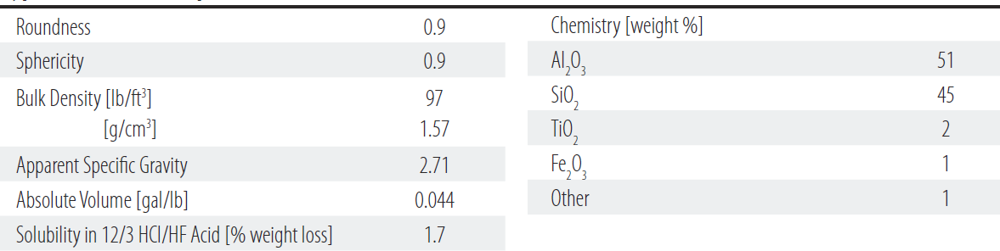 Roundness 0.9
Sphericity 0.9
Bulk Density [lb/ft³] 97
[g/cm³] 1.57
Apparent Specific Gravity 2.71
Absolute Volume [gal/lb] 0.044
Solubility in 12/3 HCl/HF Acid [% weight loss] 1.7
Chemistry [weight %]
Al₂O₃ 51
SiO₂ 45
TiO₂ 2
Fe₂O₃ 1
Other 1